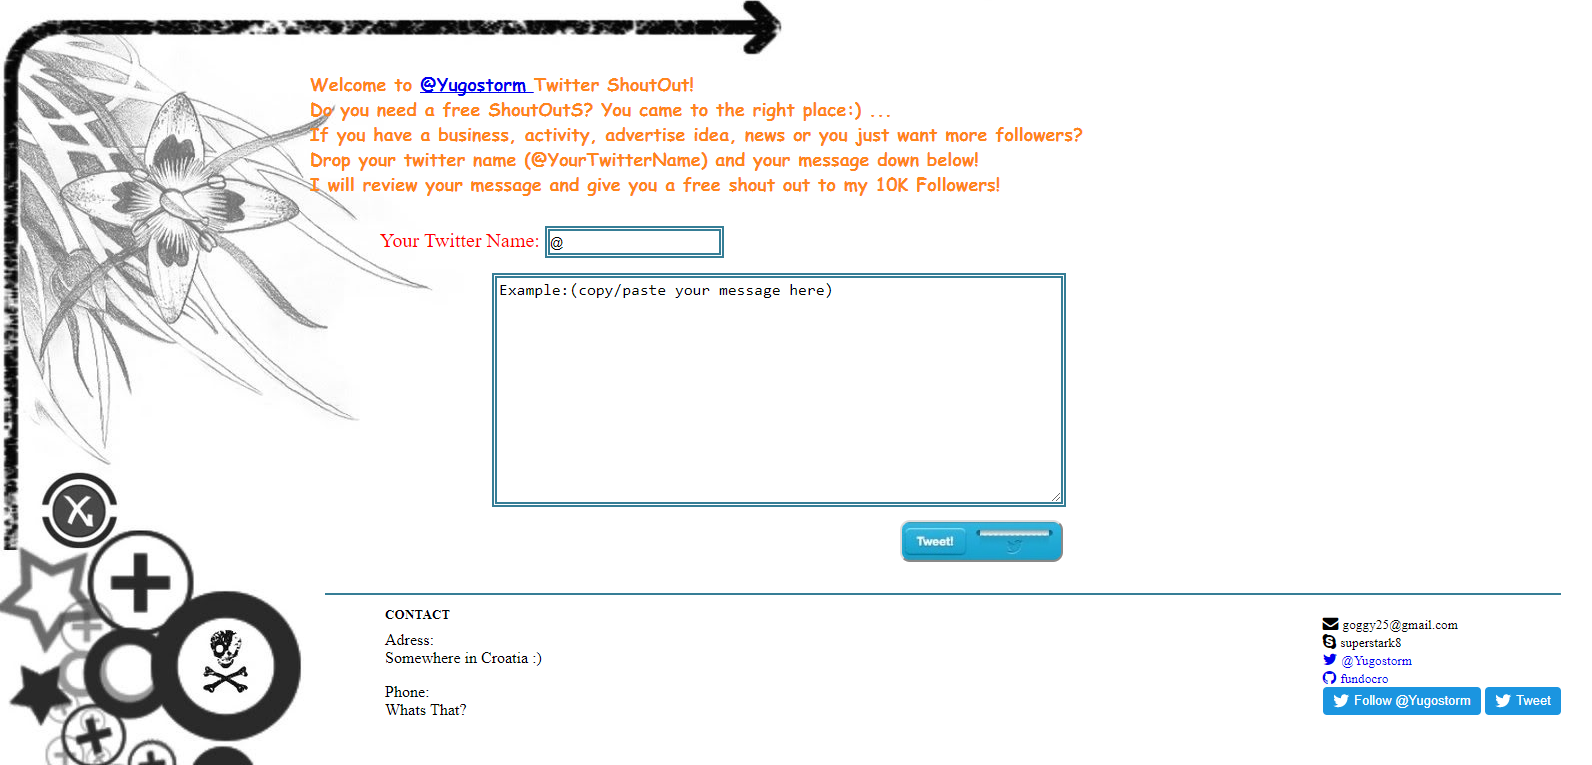 Welcome to @Yugostorm Twitter ShoutOut!
Do you need a free ShoutOutS? You came to the right place:) ...
If you have a business, activity, advertise idea, news or you just want more followers?
Drop your twitter name (@YourTwitterName) and your message down below!
I will review your message and give you a free shout out to my 10K Followers!
Your Twitter Name: @
Example:(copy/paste your message here)
Tweet!
CONTACT
Adress:
Somewhere in Croatia :)
Phone:
Whats That?
goggy25@gmail.com
superstark8
@Yugostorm
fundocro
Follow @Yugostorm Tweet